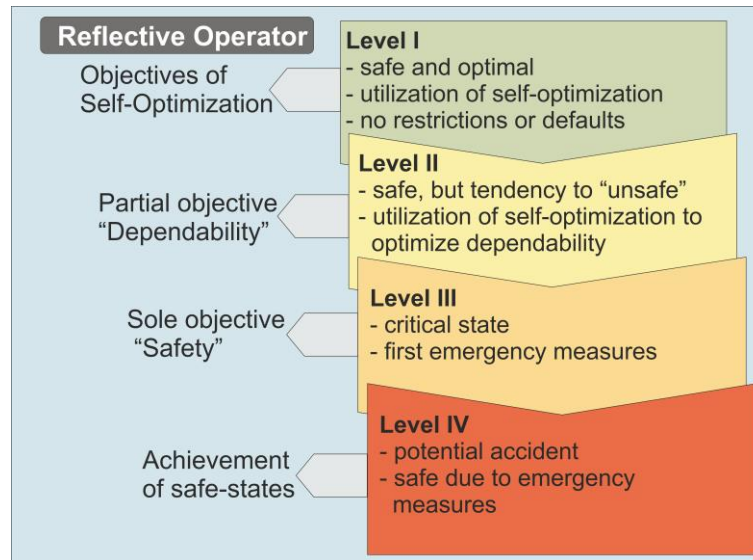 Reflective Operator
Objectives of
Self-Optimization
Level I
- safe and optimal
- utilization of self-optimization
- no restrictions or defaults
Partial objective
“Dependability”
Level II
- safe, but tendency to “unsafe”
- utilization of self-optimization to
optimize dependability
Sole objective
“Safety”
Level III
- critical state
- first emergency measures
Achievement
of safe-states
Level IV
- potential accident
- safe due to emergency
measures